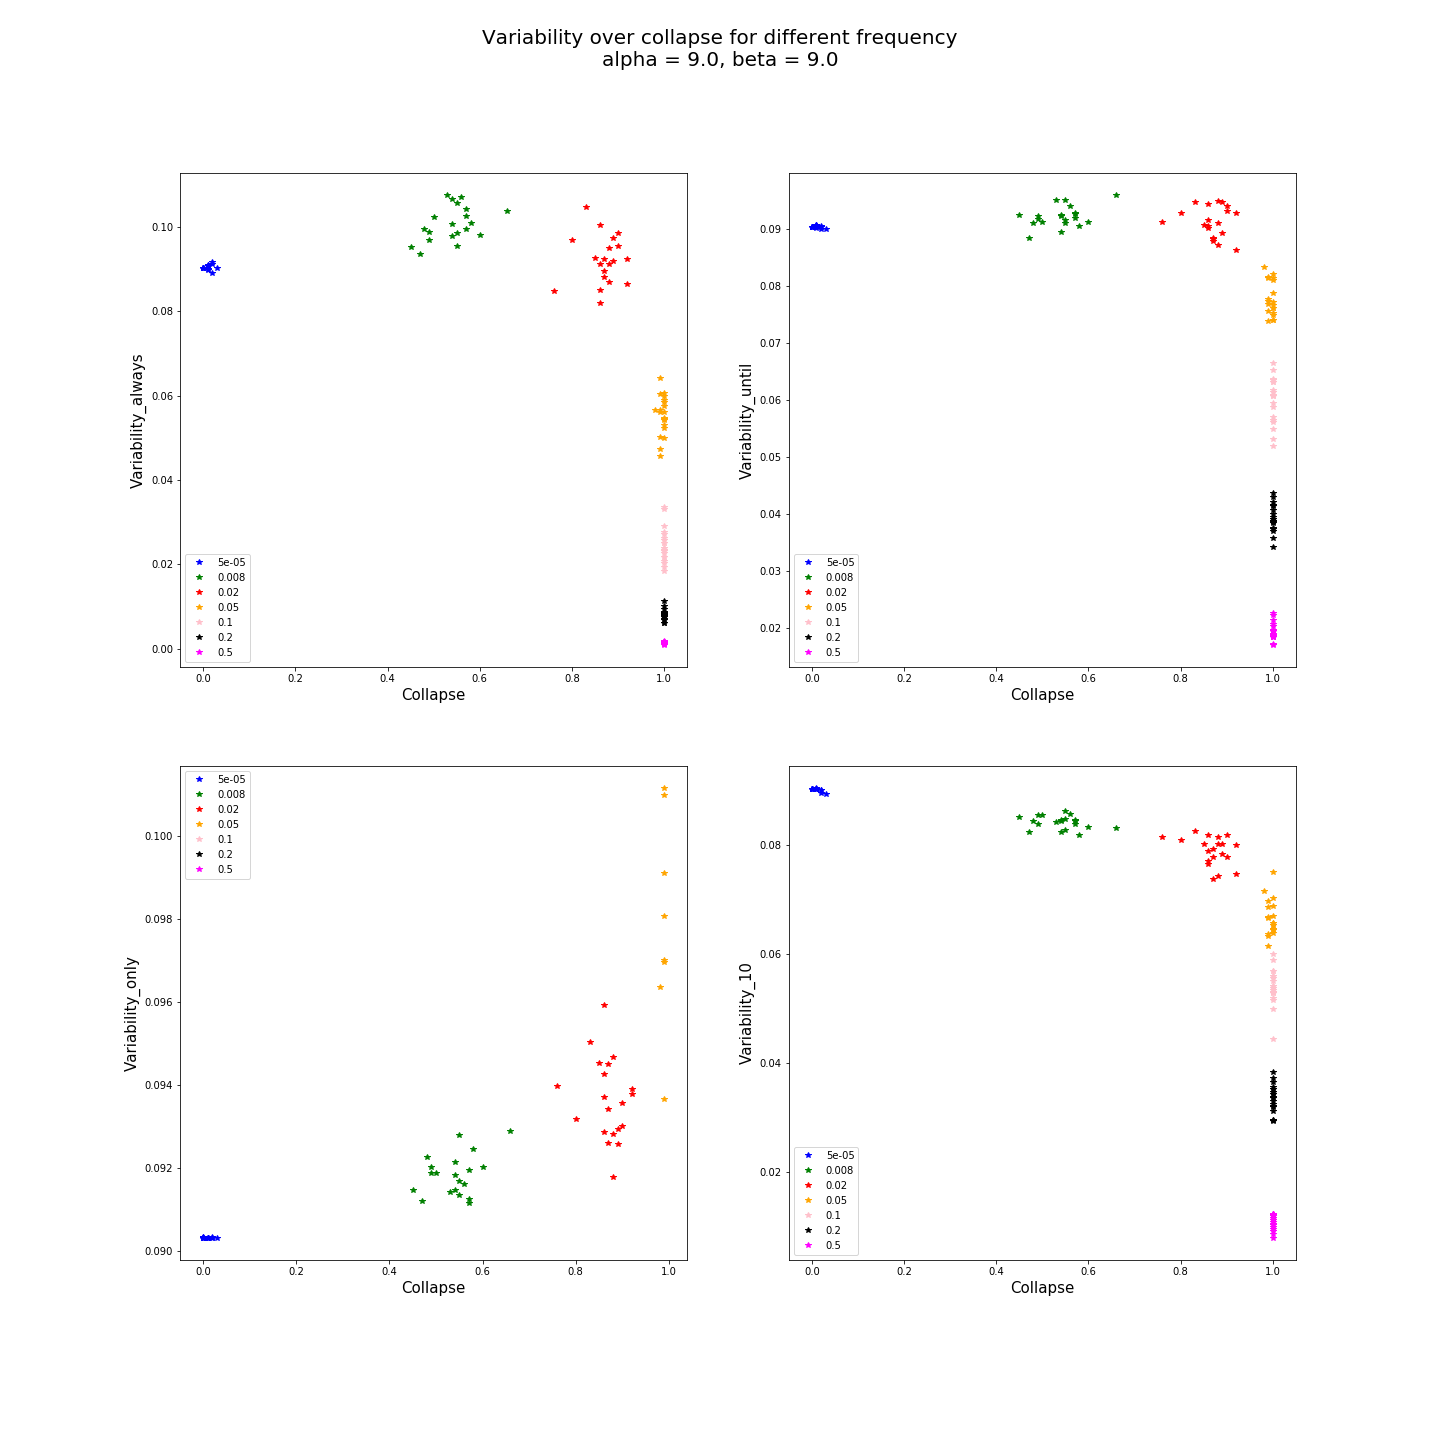 Variability over collapse for different frequency
alpha = 9.0, beta = 9.0
Variability_always
0.10
0.08
0.06
0.04
0.02
0.00
5e-05
0.008
0.02
0.05
0.1
0.2
0.5
0.0 0.2 0.4 0.6 0.8 1.0
Collapse
Variability_until
0.09
0.08
0.07
0.06
0.05
0.04
0.03
0.02
5e-05
0.008
0.02
0.05
0.1
0.2
0.5
0.0 0.2 0.4 0.6 0.8 1.0
Collapse
Variability_only
5e-05
0.008
0.02
0.05
0.1
0.2
0.5
0.100
0.098
0.096
0.094
0.092
0.090
0.0 0.2 0.4 0.6 0.8 1.0
Collapse
Variability_10
0.08
0.06
0.04
0.02
5e-05
0.008
0.02
0.05
0.1
0.2
0.5
0.0 0.2 0.4 0.6 0.8 1.0
Collapse